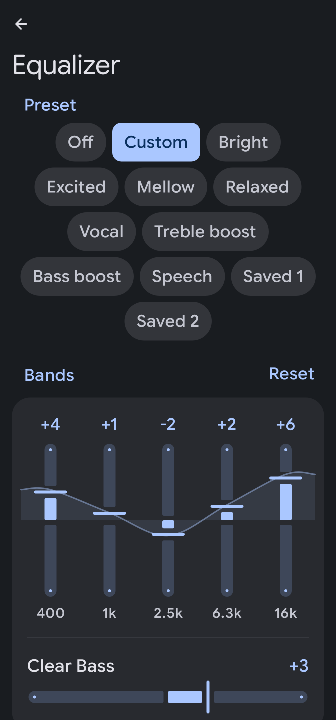 Equalizer
Preset
Off Custom Bright
Excited Mellow Relaxed
Vocal Treble boost
Bass boost Speech Saved 1
Saved 2
Bands Reset
+4 +1 -2 +2 +6
400 1k 2.5k 6.3k 16k
Clear Bass +3